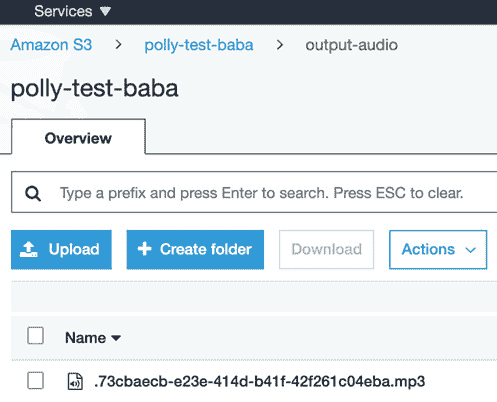 Services
Amazon S3 > polly-test-baba > output-audio
polly-test-baba
Overview
Type a prefix and press Enter to search. Press ESC to clear.
Upload + Create folder Download Actions
Name
.73cbaecb-e23e-414d-b41f-42f261c04eba.mp3